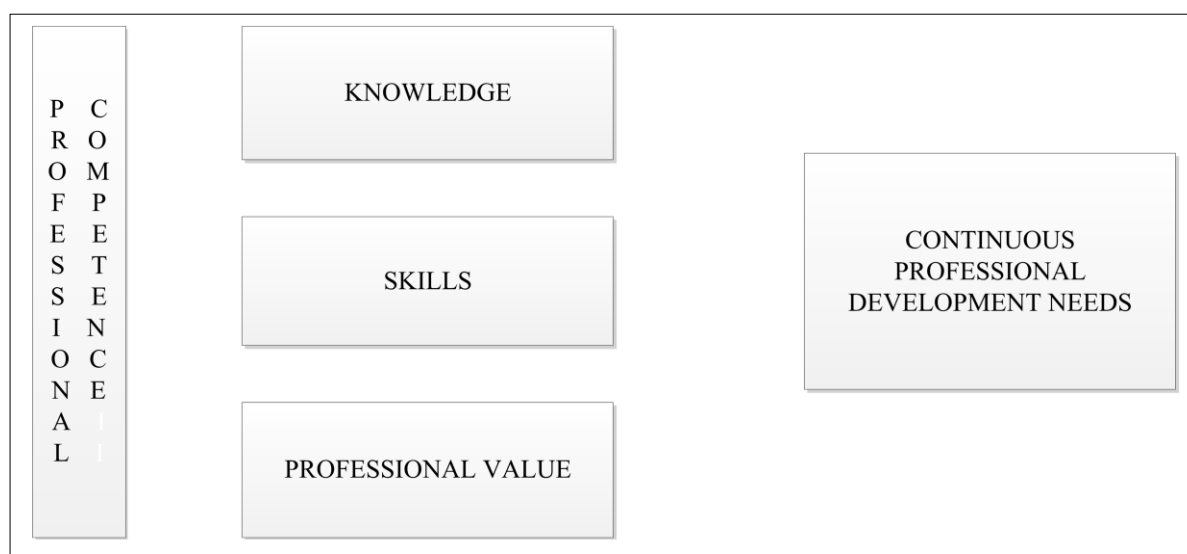 PROFESSIONAL
COMPETENCE
KNOWLEDGE
SKILLS
PROFESSIONAL VALUE
CONTINUOUS
PROFESSIONAL
DEVELOPMENT NEEDS